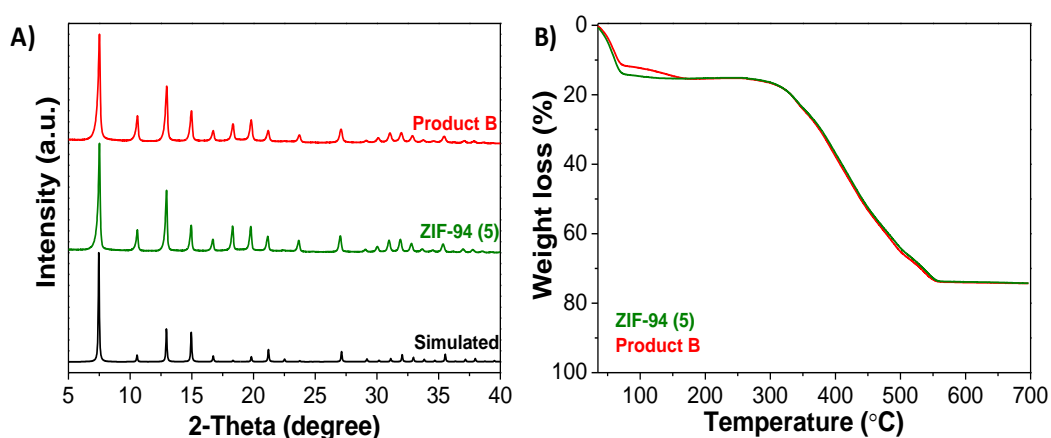 A)
Intensity (a.u.)
Product B
ZIF-94 (5)
Simulated
5 10 15 20 25 30 35 40
2-Theta (degree)
B)
Weight loss (%)
0
20
40
60
80
100
ZIF-94 (5)
Product B
100 200 300 400 500 600 700
Temperature (°C)